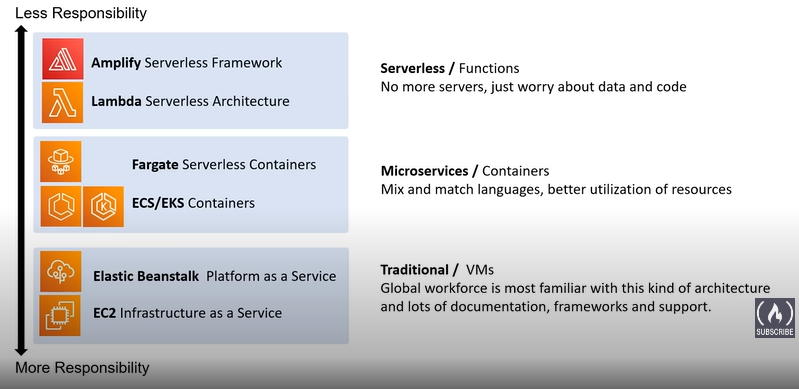 Less Responsibility
Amplify Serverless Framework
Lambda Serverless Architecture
Serverless / Functions
No more servers, just worry about data and code
Fargate Serverless Containers
ECS/EKS Containers
Microservices / Containers
Mix and match languages, better utilization of resources
Elastic Beanstalk Platform as a Service
EC2 Infrastructure as a Service
Traditional / VMs
Global workforce is most familiar with this kind of architecture
and lots of documentation, frameworks and support.
SUBSCRIBE
More Responsibility